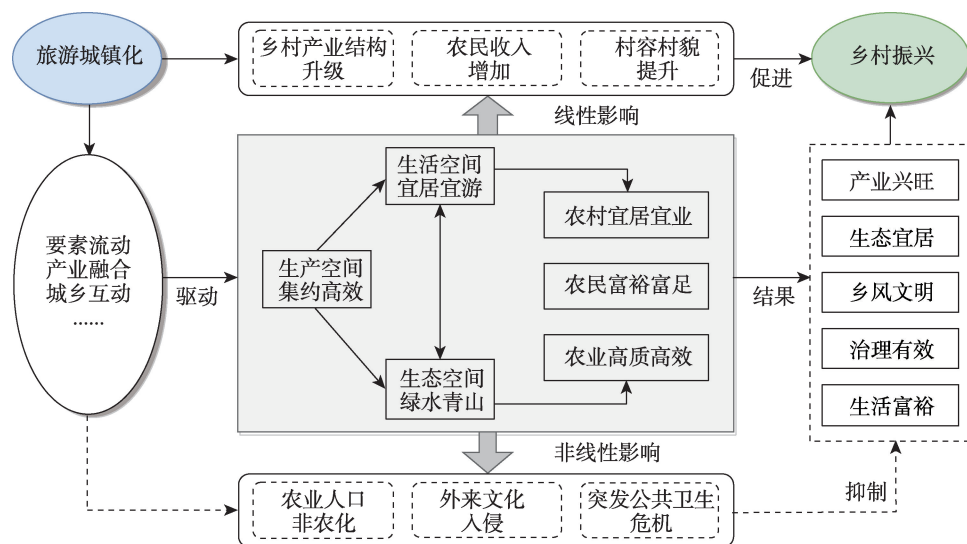 旅游城镇化
乡村产业结构
升级
农民收入
增加
村容村貌
提升
促进
乡村振兴
线性影响
要素流动
产业融合
城乡互动
……
驱动
生产空间
集约高效
生活空间
宜居宜游
生态空间
绿水青山
农村宜居宜业
农民富裕富足
农业高质高效
结果
产业兴旺
生态宜居
乡风文明
治理有效
生活富裕
非线性影响
农业人口
非农化
外来文化
入侵
突发公共卫生
危机
抑制